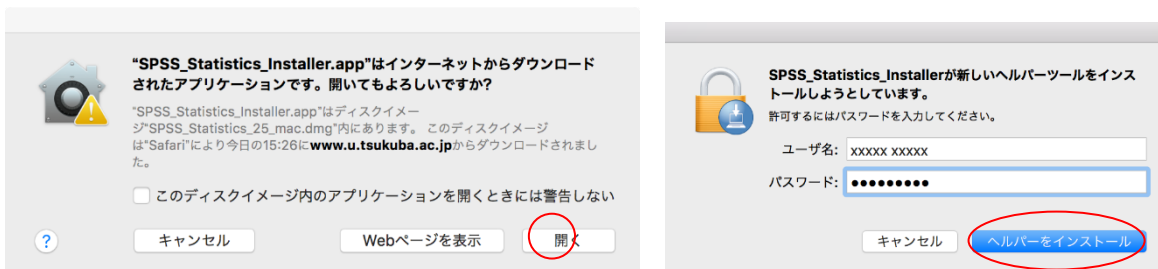 “SPSS_Statistics_Installer.app”はインターネットからダウンロード
されたアプリケーションです。開いてもよろしいですか?
“SPSS_Statistics_Installer.app”はディスクイメー
ジ“SPSS_Statistics_25_mac.dmg”内にあります。 このディスクイメージ
は“Safari”により今日の15:26にwww.u.tsukuba.ac.jpからダウンロードされまし
た。
このディスクイメージ内のアプリケーションを開くときには警告しない
?
キャンセル
Webページを表示
開く
SPSS_Statistics_Installerが新しいヘルパーツールをインス
トールしようとしています。
許可するにはパスワードを入力してください。
ユーザ名: xxxxx xxxxx
パスワード: ●●●●●●●●●
キャンセル
ヘルパーをインストール